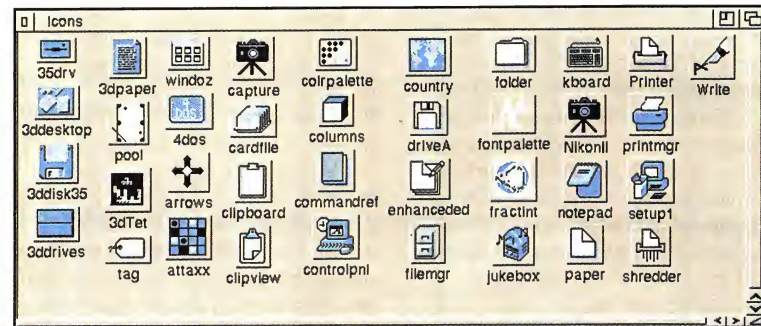 Icons
35drv
3dpaper
windoz
capture
colrpalette
country
folder
kboard
Printer
Write
3ddesktop
pool
4dos
cardfile
columns
driveA
fontpalette
NikonII
printmgr
3ddisk35
3dTet
arrows
clipboard
commandref
enhanceded
fractint
notepad
setup1
3ddrives
tag
attaxx
clipview
controlpnl
filemgr
jukebox
paper
shredder